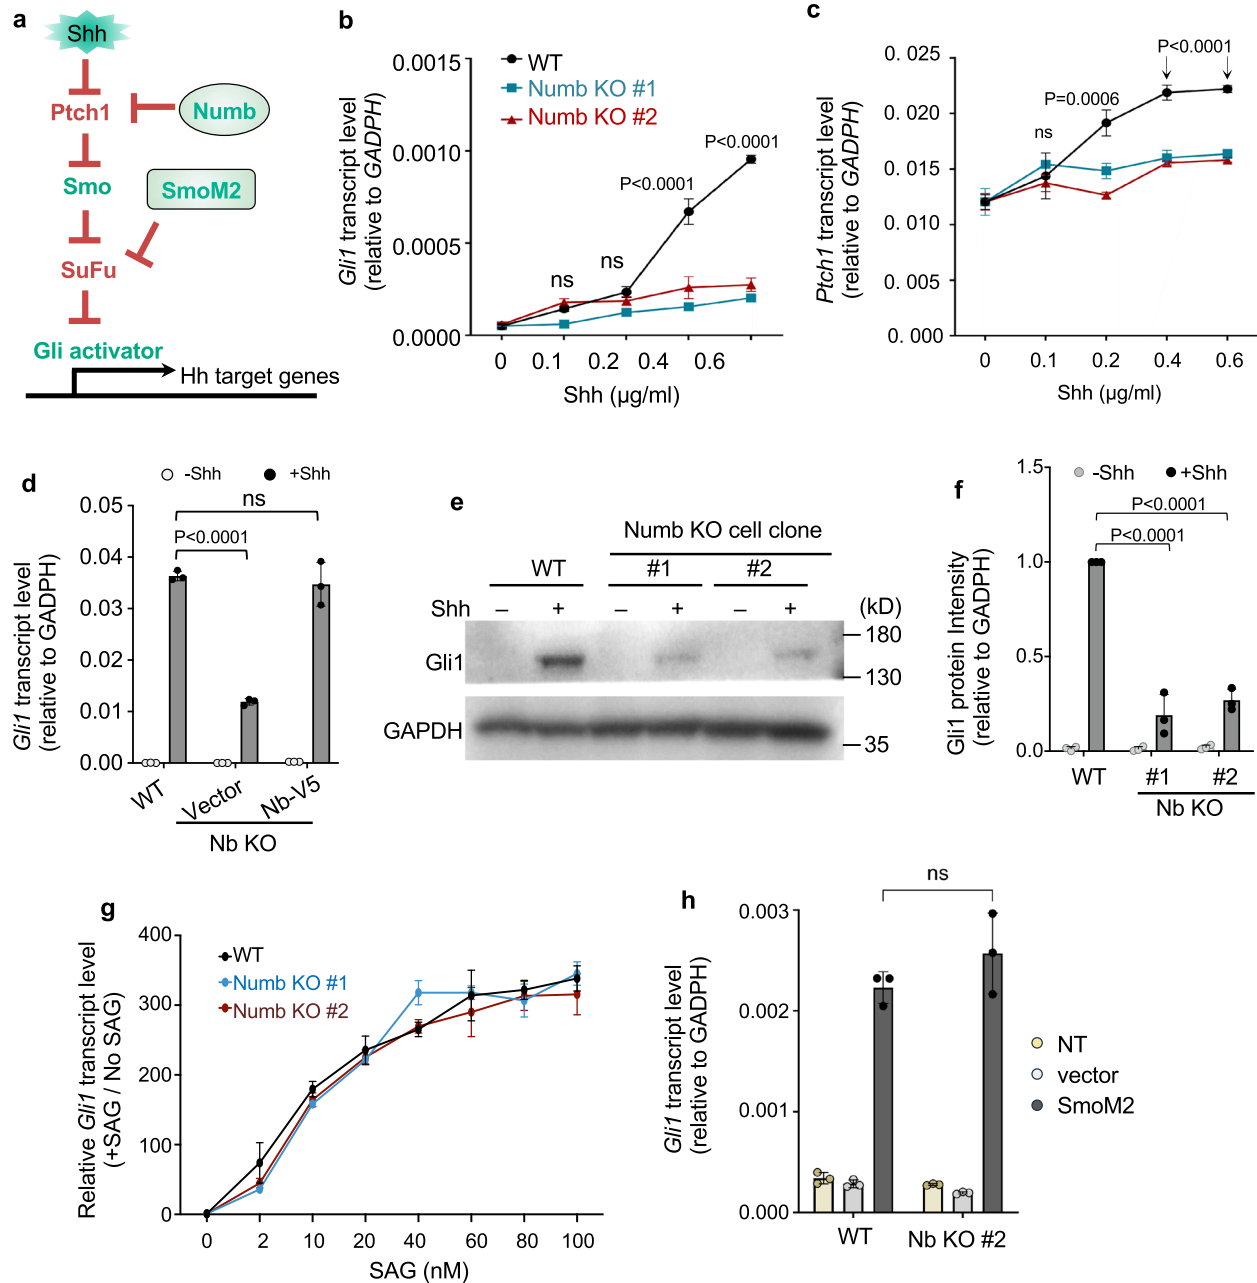 a
Shh
Ptch1
Numb
Smo
SmoM2
SuFu
Gli activator
Hh target genes
b
WT
Numb KO #1
Numb KO #2
0.0015
0.0010
0.0005
0.0000
Gli1 transcript level
(relative to GADPH)
ns
ns
P<0.0001
P<0.0001
0 0.1 0.2 0.4 0.6
Shh (µg/ml)
c
0. 025
0. 020
0. 015
0. 010
0. 005
0. 000
Ptch1 transcript level
(relative to GADPH)
ns
P=0.0006
P<0.0001
0 0.1 0.2 0.4 0.6
Shh (µg/ml)
d
-Shh +Shh
0.05
0.04
0.03
0.02
0.01
0.00
Gli1 transcript level
(relative to GADPH)
ns
P<0.0001
WT Vector Nb-V5
Nb KO
e
Numb KO cell clone
WT #1 #2
Shh – + – + – + (kD)
Gli1
180
130
GAPDH
35
f
-Shh +Shh
1.5
1.0
0.5
0.0
Gli1 protein Intensity
(relative to GADPH)
P<0.0001
P<0.0001
WT #1 #2
Nb KO
g
WT
Numb KO #1
Numb KO #2
400
300
200
100
0
Relative Gli1 transcript level
(+SAG / No SAG)
0 2 10 20 40 60 80 100
SAG (nM)
h
ns
0.003
0.002
0.001
0.000
Gli1 transcript level
(relative to GADPH)
NT
vector
SmoM2
WT Nb KO #2